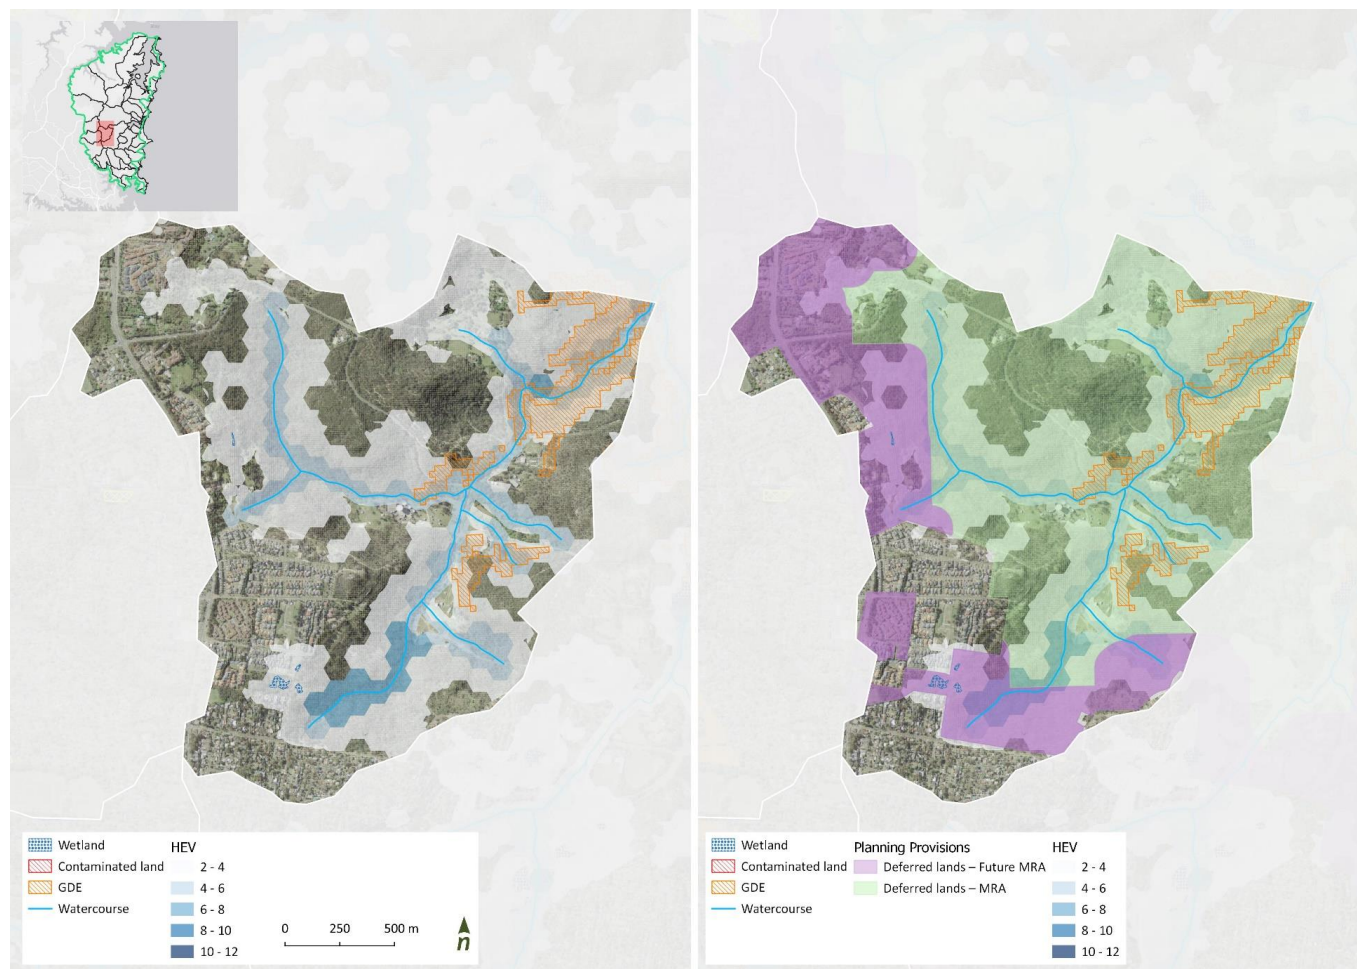 Wetland
Contaminated land
GDE
Watercourse
HEV
2 - 4
4 - 6
6 - 8
8 - 10
10 - 12
0 250 500 m
n
Wetland
Contaminated land
GDE
Watercourse
Planning Provisions
Deferred lands – Future MRA
Deferred lands – MRA
HEV
2 - 4
4 - 6
6 - 8
8 - 10
10 - 12